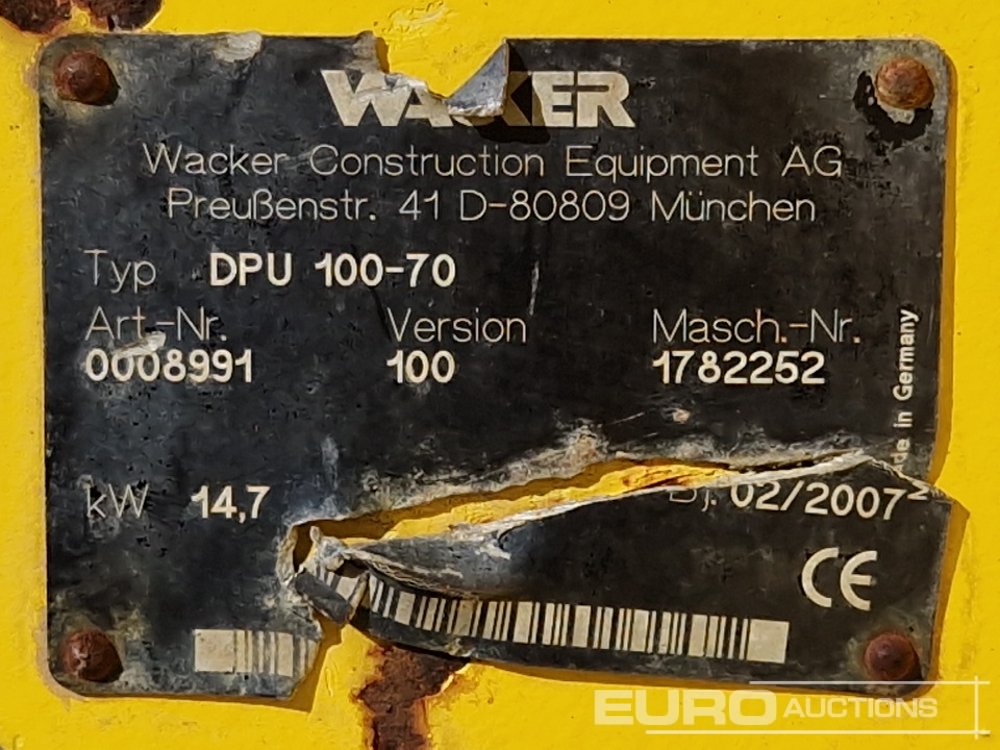 WACKER
Wacker Construction Equipment AG
Preußenstr. 41 D-80809 München
Typ DPU 100-70
Art.-Nr. Version Masch.-Nr.
0008991 100 1782252
Made in Germany
kW 14,7 Bj. 02/2007
CE
EURO AUCTIONS